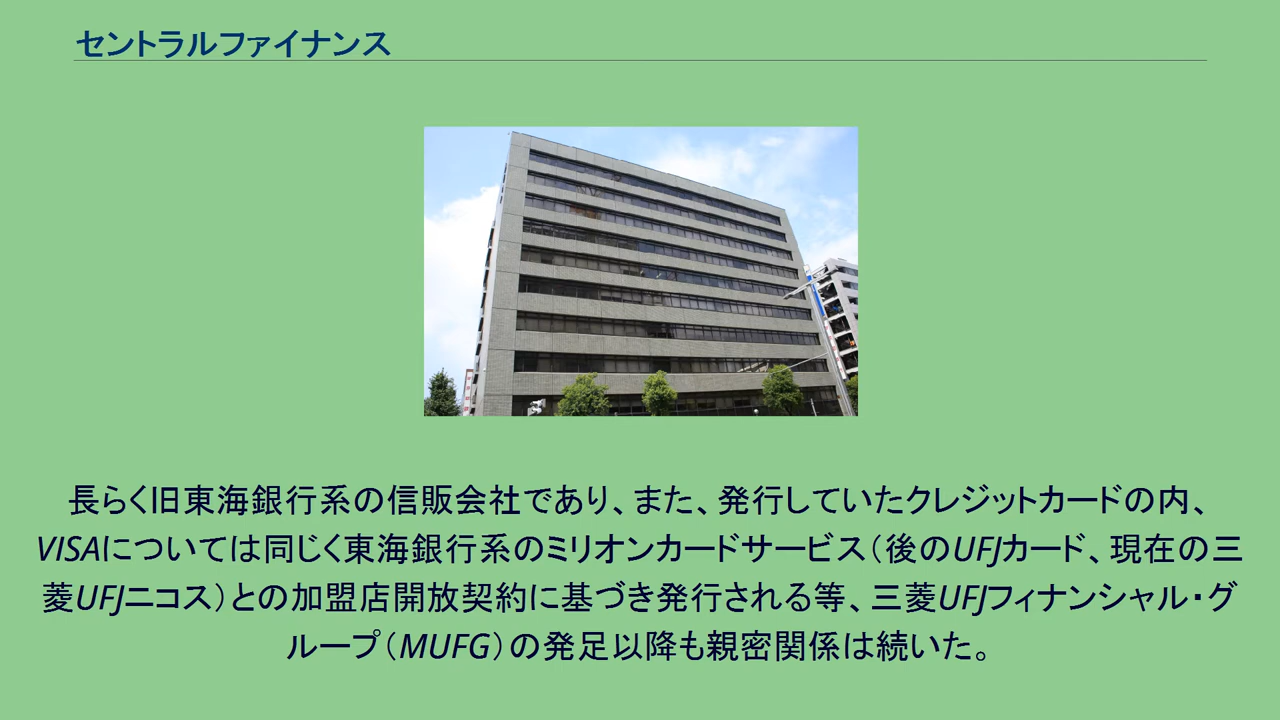 セントラルファイナンス
長らく旧東海銀行系の信販会社であり、また、発行していたクレジットカードの内、
VISAについては同じく東海銀行系のミリオンカードサービス（後のUFJカード、現在の三
菱UFJニコス）との加盟店開放契約に基づき発行される等、三菱UFJフィナンシャル・グ
ループ（MUFG）の発足以降も親密関係は続いた。